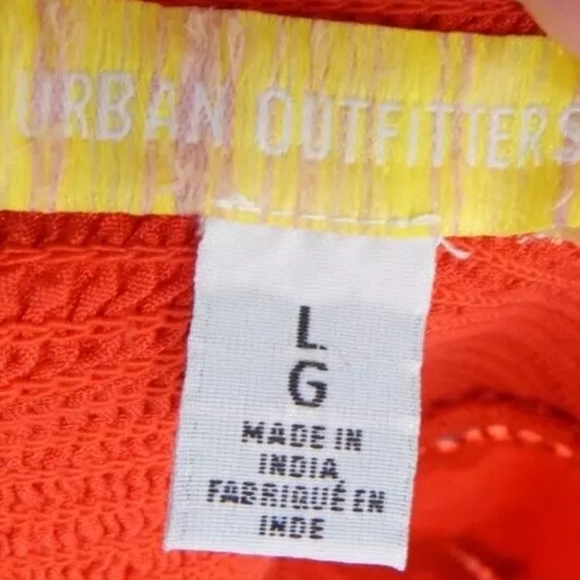 URBAN OUTFITTERS
L
G
MADE IN
INDIA
FABRIQUÉ EN
INDE